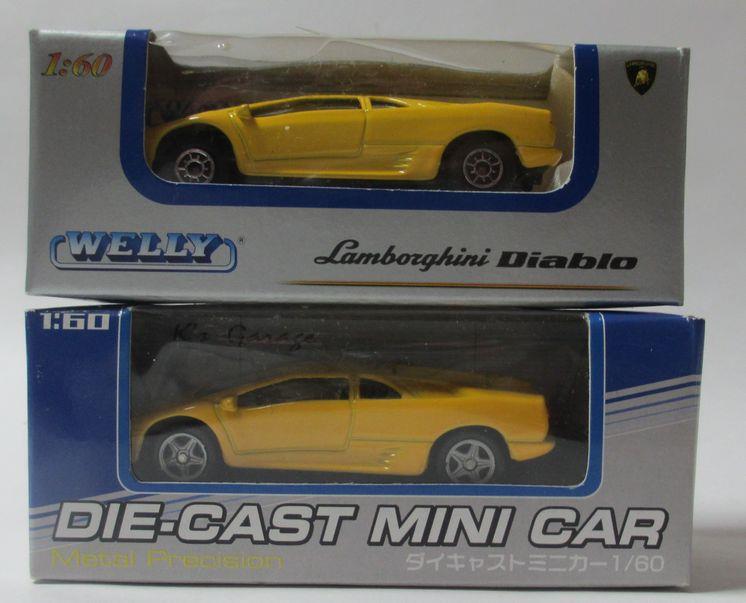 1:60
WELLY
Lamborghini Diablo
1:60
K's Garage
DIE-CAST MINI CAR
Metal Precision
ダイキャストミニカー1/60